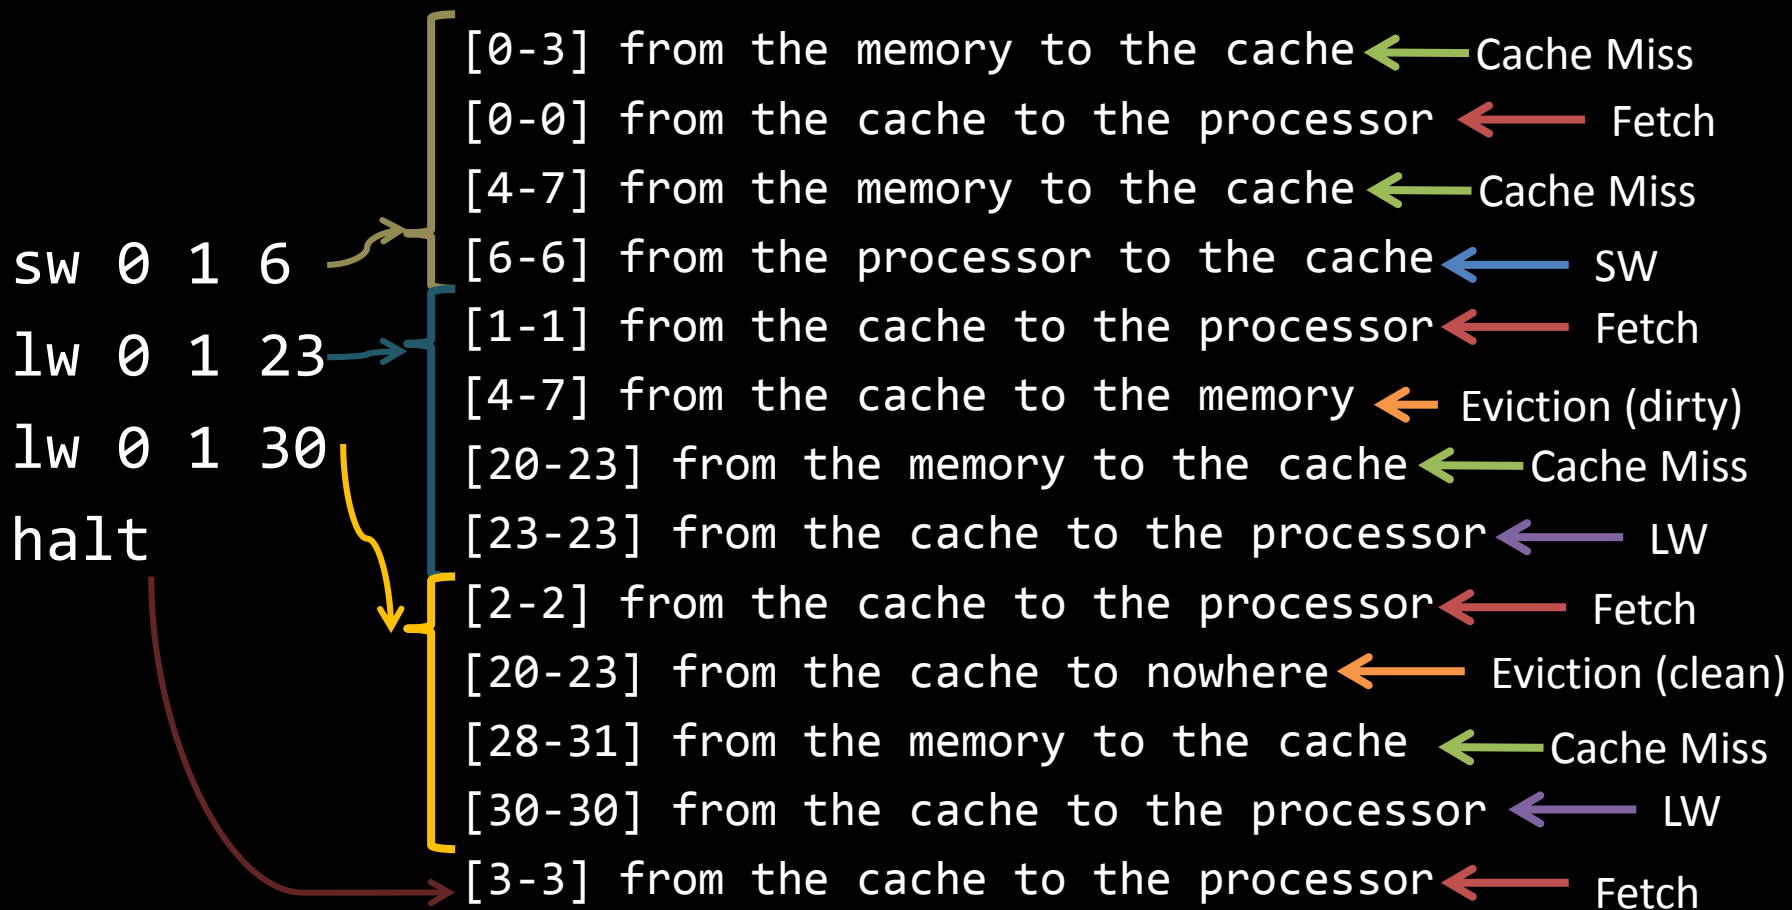 sw 0 1 6
lw 0 1 23
lw 0 1 30
halt
[0-3] from the memory to the cache Cache Miss
[0-0] from the cache to the processor Fetch
[4-7] from the memory to the cache Cache Miss
[6-6] from the processor to the cache SW
[1-1] from the cache to the processor Fetch
[4-7] from the cache to the memory Eviction (dirty)
[20-23] from the memory to the cache Cache Miss
[23-23] from the cache to the processor LW
[2-2] from the cache to the processor Fetch
[20-23] from the cache to nowhere Eviction (clean)
[28-31] from the memory to the cache Cache Miss
[30-30] from the cache to the processor LW
[3-3] from the cache to the processor Fetch